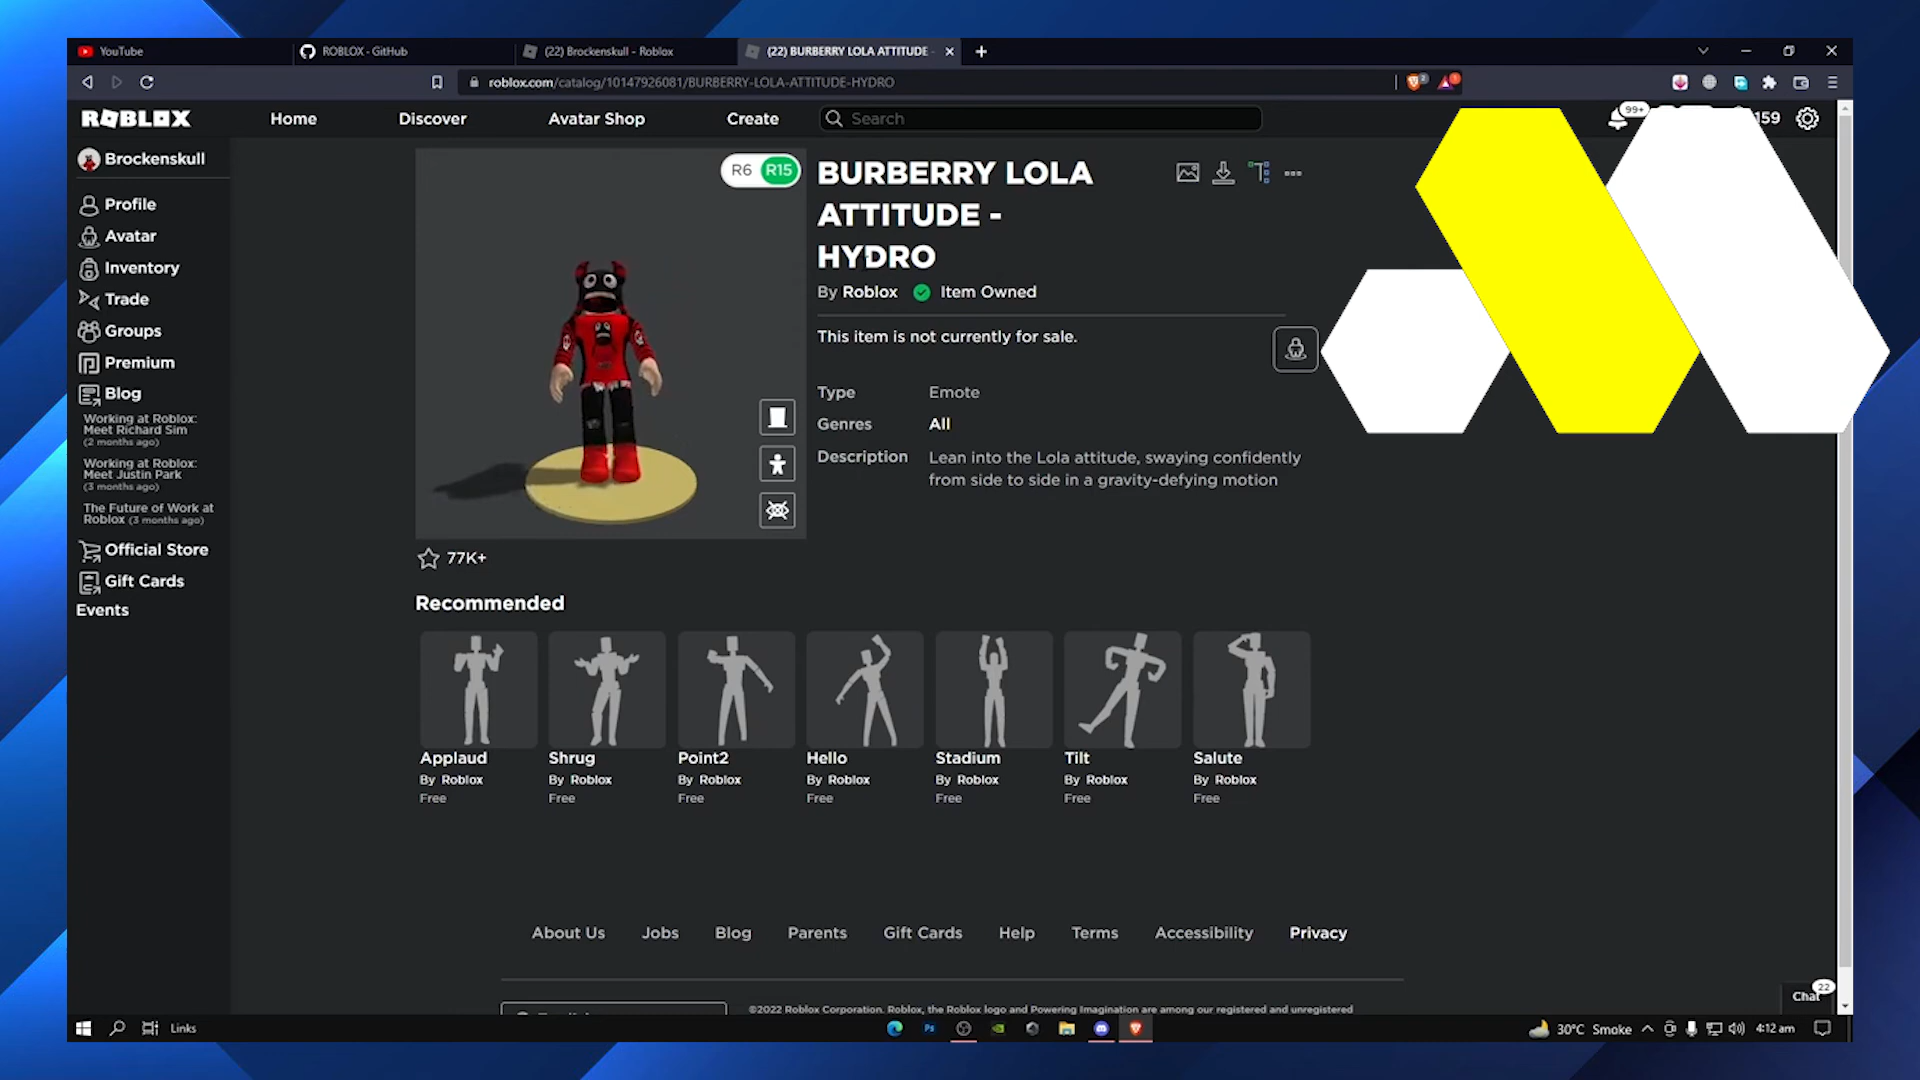 YouTube
ROBLOX - GitHub
(22) Brockenskull - Roblox
(22) BURBERRY LOLA ATTITUDE -
roblox.com/catalog/10147926081/BURBERRY-LOLA-ATTITUDE-HYDRO
ROBLOX
Home
Discover
Avatar Shop
Create
Search
99+
159
Brockenskull
Profile
Avatar
Inventory
Trade
Groups
Premium
Blog
Working at Roblox:
Meet Richard Sim
(2 months ago)
Working at Roblox:
Meet Justin Park
(3 months ago)
The Future of Work at
Roblox (3 months ago)
Official Store
Gift Cards
Events
R6 R15
BURBERRY LOLA
ATTITUDE -
HYDRO
By Roblox Item Owned
This item is not currently for sale.
Type Emote
Genres All
Description Lean into the Lola attitude, swaying confidently
from side to side in a gravity-defying motion
77K+
Recommended
Applaud
By Roblox
Free
Shrug
By Roblox
Free
Point2
By Roblox
Free
Hello
By Roblox
Free
Stadium
By Roblox
Free
Tilt
By Roblox
Free
Salute
By Roblox
Free
About Us Jobs Blog Parents Gift Cards Help Terms Accessibility Privacy
©2022 Roblox Corporation. Roblox, the Roblox logo and Powering Imagination are among our registered and unregistered
Chat
22
Links
Ps
30°C Smoke
4:12 am